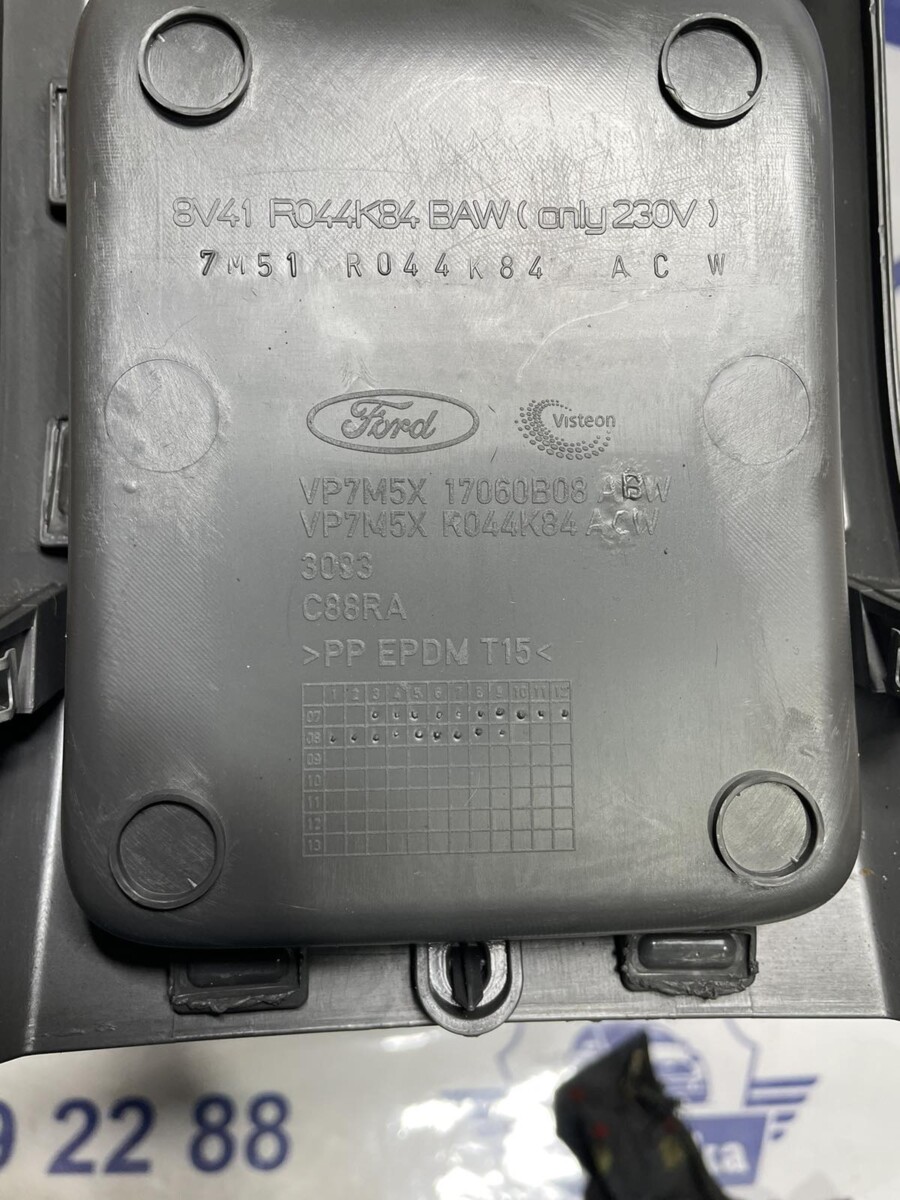 8V41 R044K84 BAW ( only 230V )
7M51 R044K84 ACW
Ford
Visteon
VP7M5X 17060B08 ABW
VP7M5X R044K84 ACW
3093
C88RA
>PP EPDM T15<
1 2 3 4 5 6 7 8 9 10 11 12
07
08
09
10
11
12
13
9 22 88
ka